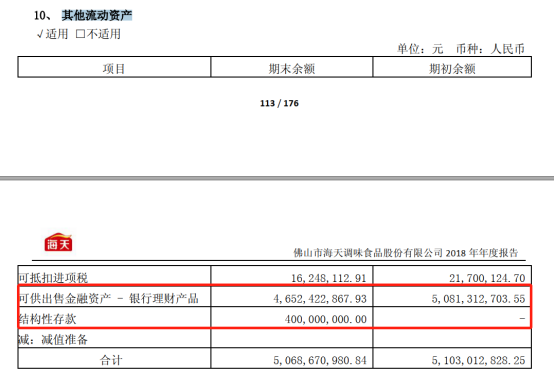 10、 其他流动资产
√适用 □不适用
单位：元 币种：人民币
项目 期末余额 期初余额
113 / 176
海天
佛山市海天调味食品股份有限公司 2018 年年度报告
可抵扣进项税 16,248,112.91 21,700,124.70
可供出售金融资产 - 银行理财产品 4,652,422,867.93 5,081,312,703.55
结构性存款 400,000,000.00 -
减：减值准备
合计 5,068,670,980.84 5,103,012,828.25